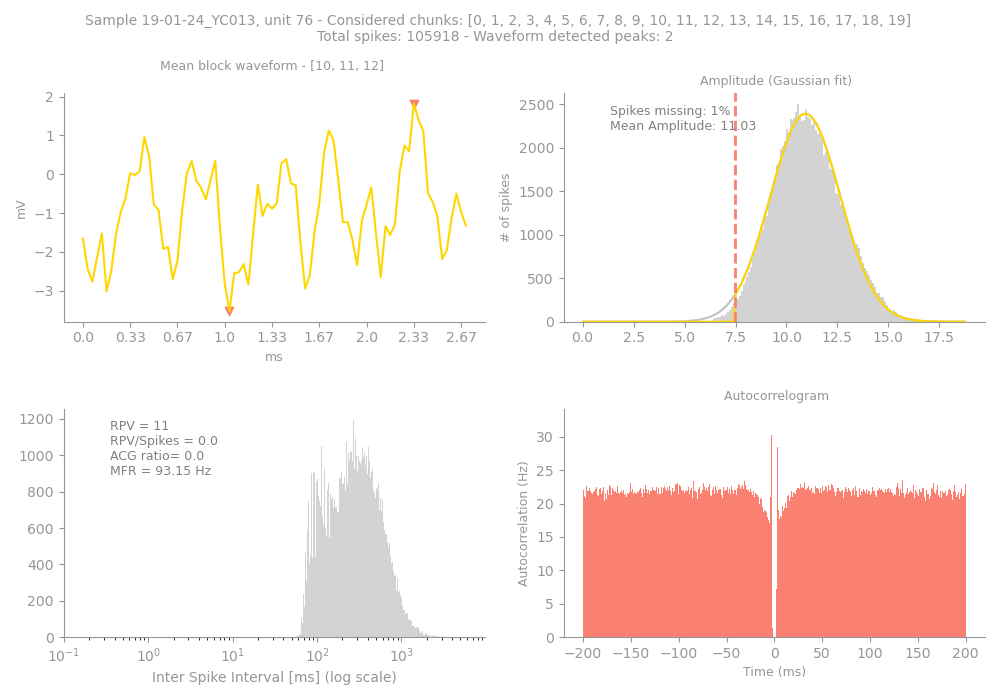 Sample 19-01-24_YC013, unit 76 - Considered chunks: [0, 1, 2, 3, 4, 5, 6, 7, 8, 9, 10, 11, 12, 13, 14, 15, 16, 17, 18, 19]
Total spikes: 105918 - Waveform detected peaks: 2
Mean block waveform - [10, 11, 12]
2
1
0
−1
−2
−3
mV
0.0 0.33 0.67 1.0 1.33 1.67 2.0 2.33 2.67
ms
Amplitude (Gaussian fit)
Spikes missing: 1%
Mean Amplitude: 11.03
2500
2000
1500
1000
500
0
# of spikes
0.0 2.5 5.0 7.5 10.0 12.5 15.0 17.5
RPV = 11
RPV/Spikes = 0.0
ACG ratio= 0.0
MFR = 93.15 Hz
1200
1000
800
600
400
200
0
10⁻¹ 10⁰ 10¹ 10² 10³
Inter Spike Interval [ms] (log scale)
Autocorrelogram
30
25
20
15
10
5
0
Autocorrelation (Hz)
−200 −150 −100 −50 0 50 100 150 200
Time (ms)